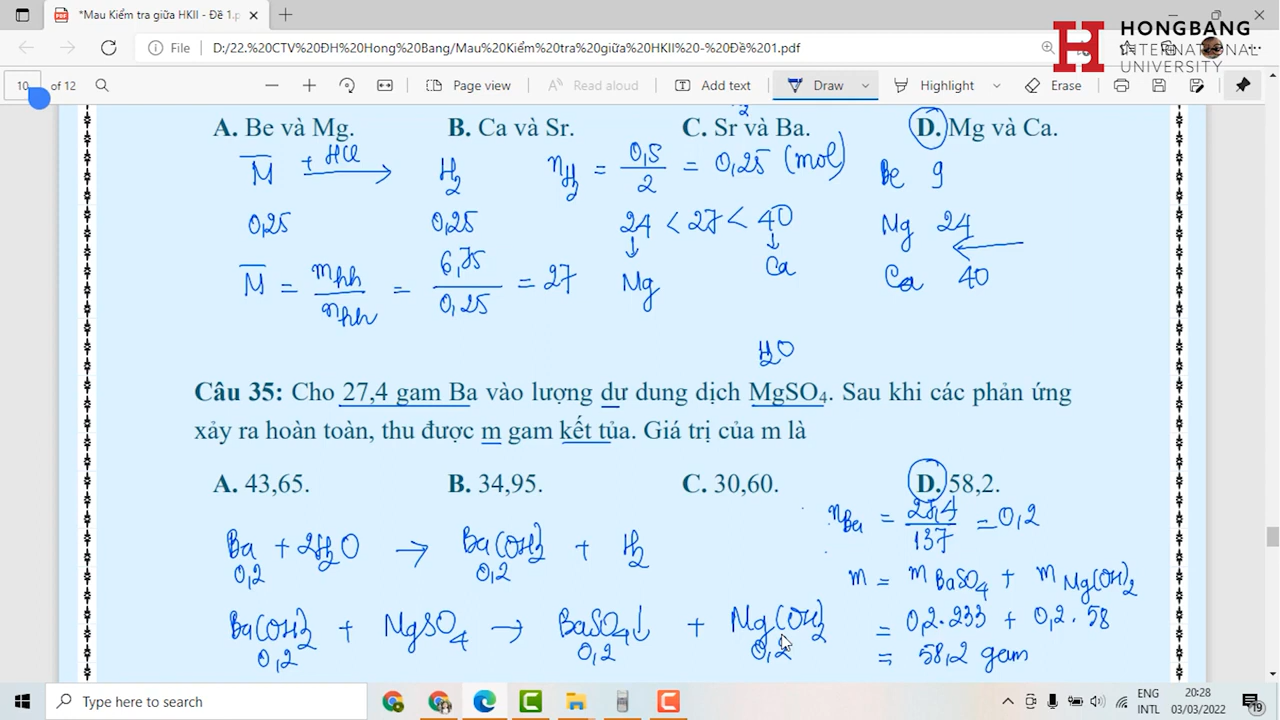 *Mau Kiểm tra giữa HKII - Đề 1.p
File D:/22.%20CTV%20ĐH%20Hong%20Bang/Mau%20Kiểm%20tra%20giữa%20HKII%20-%20Đề%201.pdf
HONGBANG
INTERNATIONAL
UNIVERSITY
10 of 12 Page view Read aloud Add text Draw Highlight Erase
A. Be và Mg. B. Ca và Sr. C. Sr và Ba. D. Mg và Ca.
M̅ + HCl → H₂ n_H₂ = 0,5/2 = 0,25 (mol) Be 9
0,25 0,25 24 < 27 < 40 Mg 24
↓ ↓ ←
M̅ = m_hh/n_hh = 6,75/0,25 = 27 Mg Ca Ca 40
H₂O
Câu 35: Cho 27,4 gam Ba vào lượng dư dung dịch MgSO₄. Sau khi các phản ứng
xảy ra hoàn toàn, thu được m gam kết tủa. Giá trị của m là
A. 43,65. B. 34,95. C. 30,60. D. 58,2.
n_Ba = 27,4/137 = 0,2
Ba + 2H₂O → Ba(OH)₂ + H₂
0,2 0,2
m = m_BaSO₄ + m_Mg(OH)₂
Ba(OH)₂ + MgSO₄ → BaSO₄↓ + Mg(OH)₂
= 0,2.233 + 0,2.58
0,2 0,2 0,2
= 58,2 gam
Type here to search
ENG
INTL
20:28
03/03/2022
19